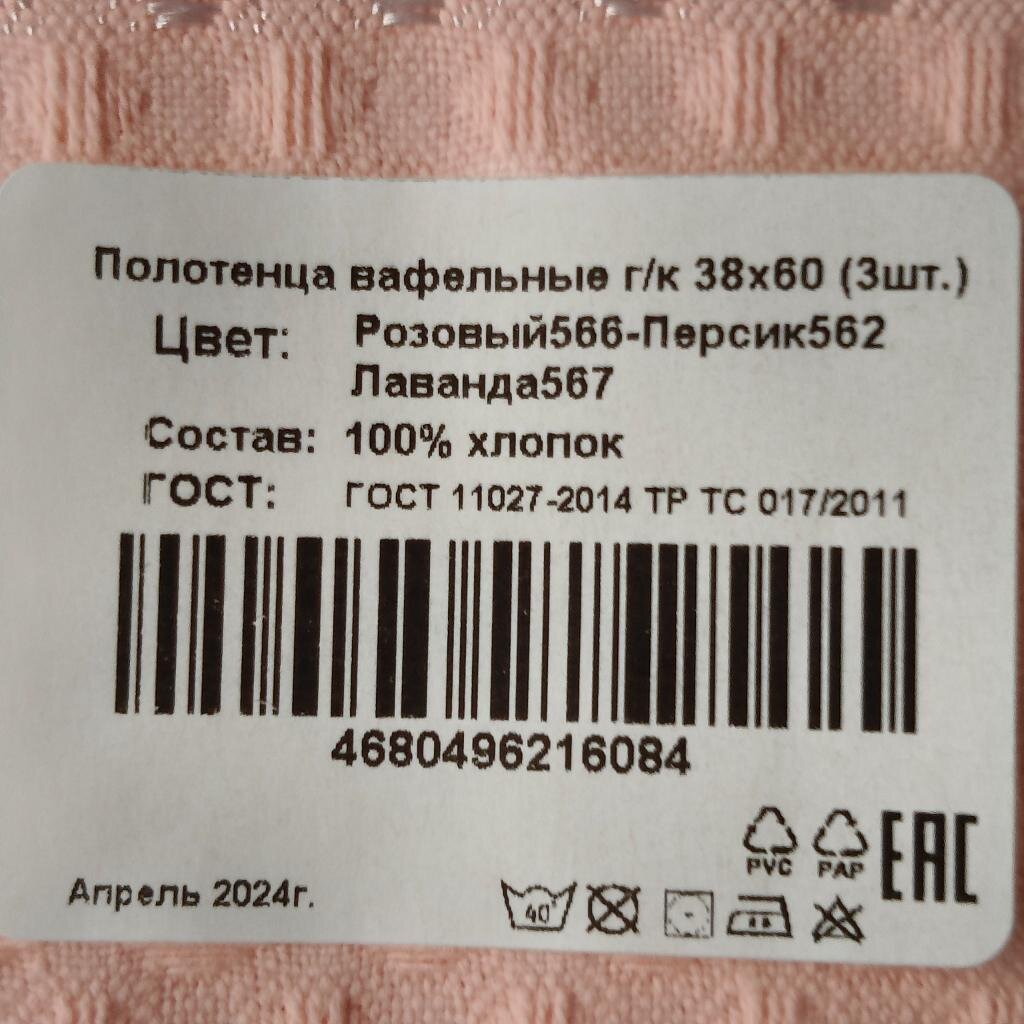 Полотенца вафельные г/к 38х60 (3шт.)
Цвет: Розовый566-Персик562
Лаванда567
Состав: 100% хлопок
ГОСТ: ГОСТ 11027-2014 ТР ТС 017/2011
4680496216084
PVC PAP EAC
Апрель 2024г. 40